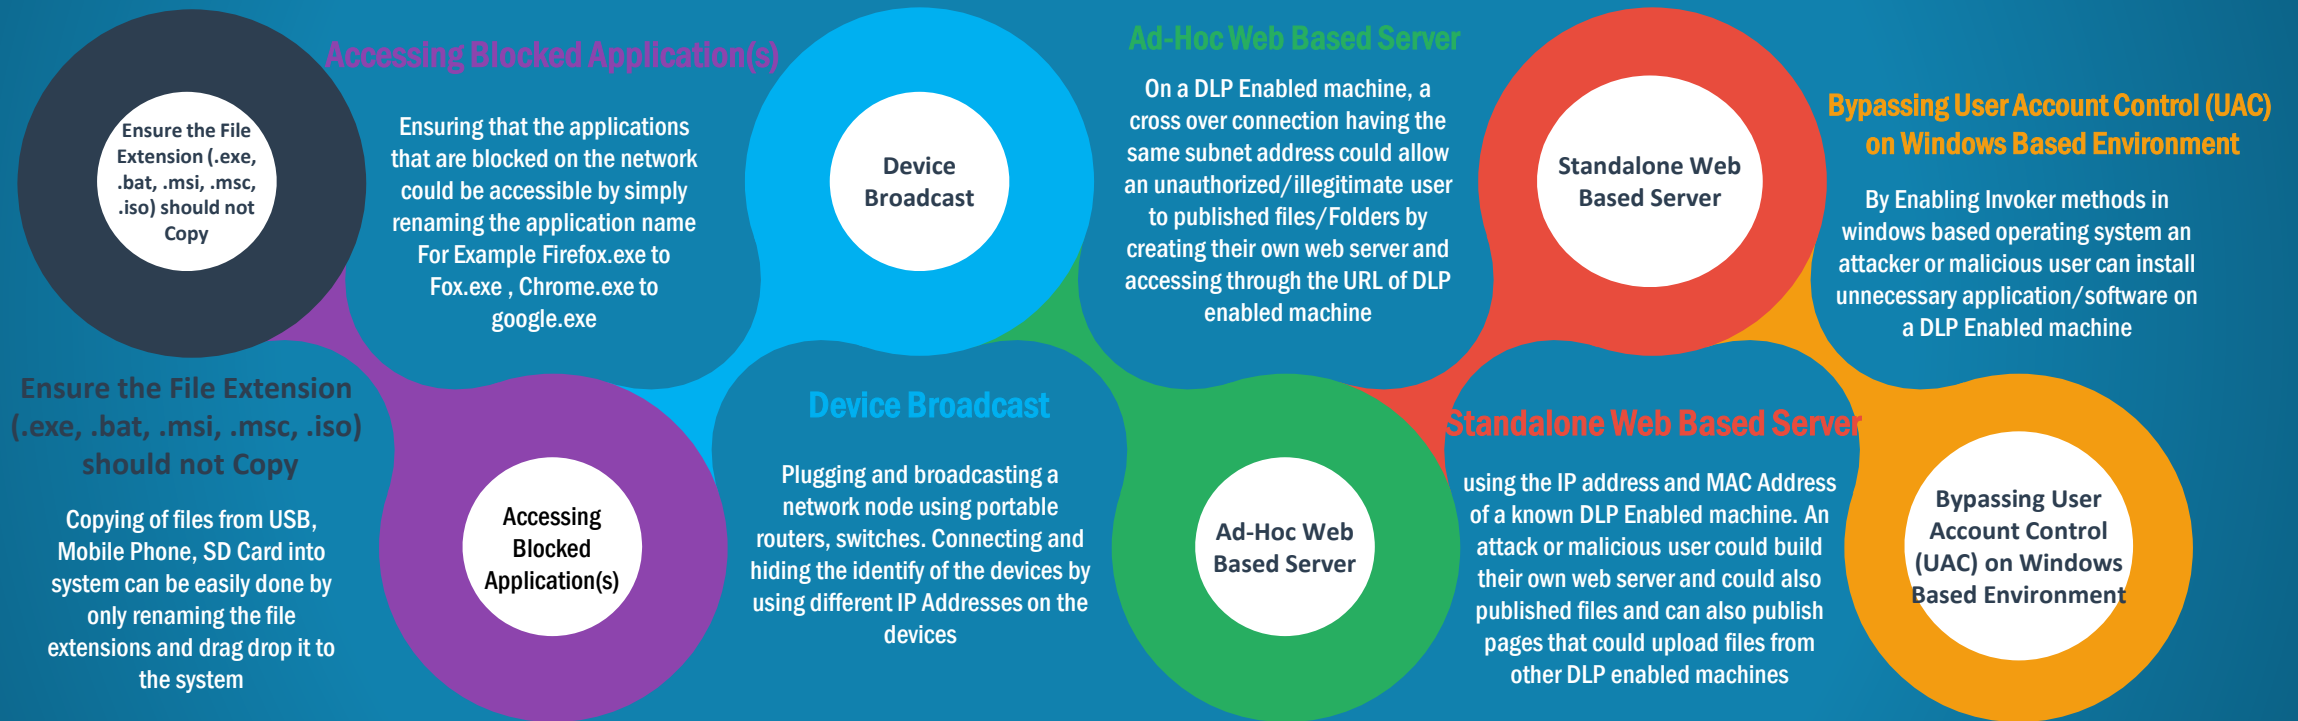 Ensure the File
Extension (.exe,
.bat, .msi, .msc,
.iso) should not
Copy
Ensure the File Extension
(.exe, .bat, .msi, .msc, .iso)
should not Copy
Copying of files from USB,
Mobile Phone, SD Card into
system can be easily done by
only renaming the file
extensions and drag drop it to
the system
Accessing Blocked Application(s)
Ensuring that the applications
that are blocked on the network
could be accessible by simply
renaming the application name
For Example Firefox.exe to
Fox.exe , Chrome.exe to
google.exe
Accessing
Blocked
Application(s)
Device
Broadcast
Device Broadcast
Plugging and broadcasting a
network node using portable
routers, switches. Connecting and
hiding the identify of the devices by
using different IP Addresses on the
devices
Ad-Hoc Web Based Server
On a DLP Enabled machine, a
cross over connection having the
same subnet address could allow
an unauthorized/illegitimate user
to published files/Folders by
creating their own web server and
accessing through the URL of DLP
enabled machine
Ad-Hoc Web
Based Server
Standalone Web
Based Server
Standalone Web Based Server
using the IP address and MAC Address
of a known DLP Enabled machine. An
attack or malicious user could build
their own web server and could also
published files and can also publish
pages that could upload files from
other DLP enabled machines
Bypassing User Account Control (UAC)
on Windows Based Environment
By Enabling Invoker methods in
windows based operating system an
attacker or malicious user can install
unnecessary application/software on
a DLP Enabled machine
Bypassing User
Account Control
(UAC) on Windows
Based Environment